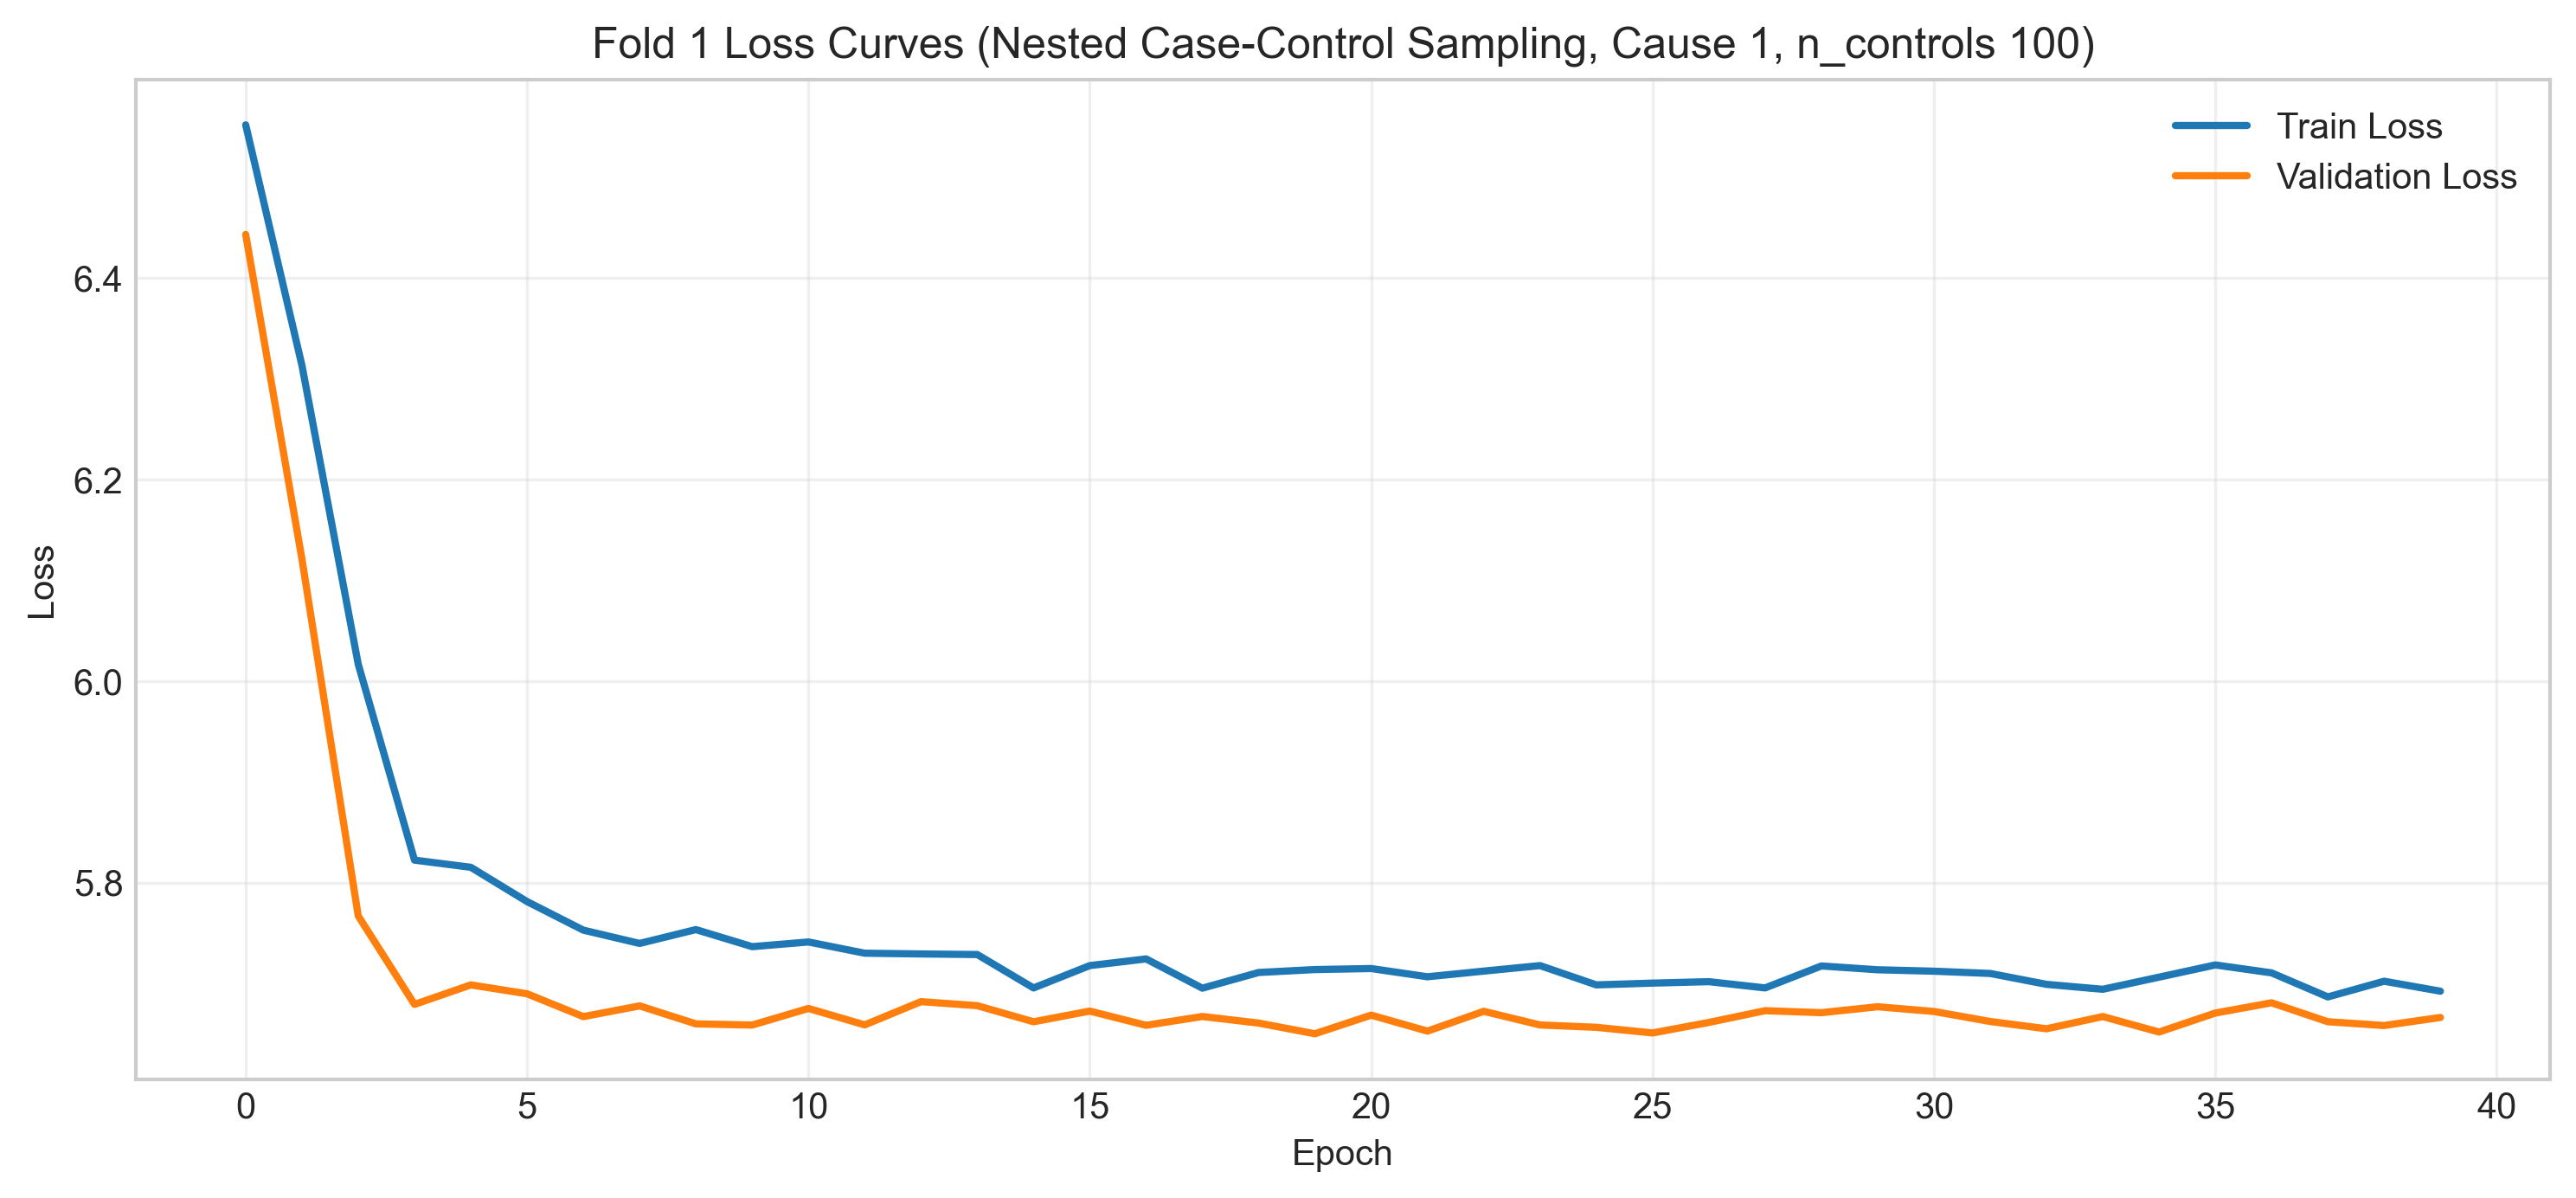 Fold 1 Loss Curves (Nested Case-Control Sampling, Cause 1, n_controls 100)
Train Loss
Validation Loss
6.4
6.2
6.0
5.8
Loss
0 5 10 15 20 25 30 35 40
Epoch